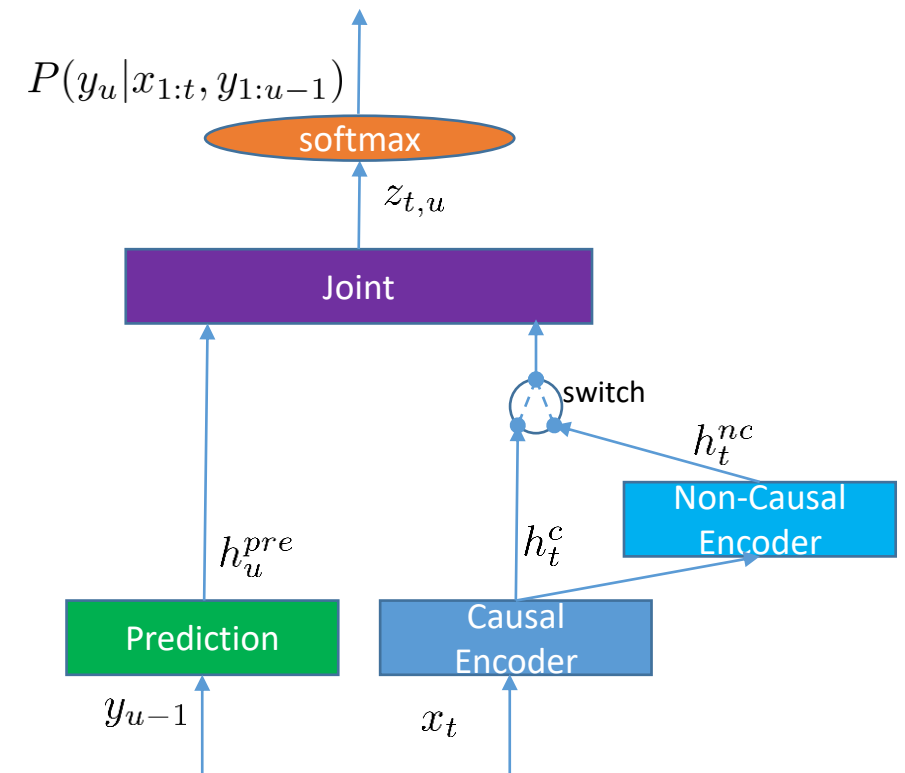 P(y_u|x_{1:t}, y_{1:u-1})
softmax
z_{t,u}
Joint
switch
h_t^{nc}
Non-Causal
Encoder
h_u^{pre}
h_t^c
Prediction
Causal
Encoder
y_{u-1}
x_t